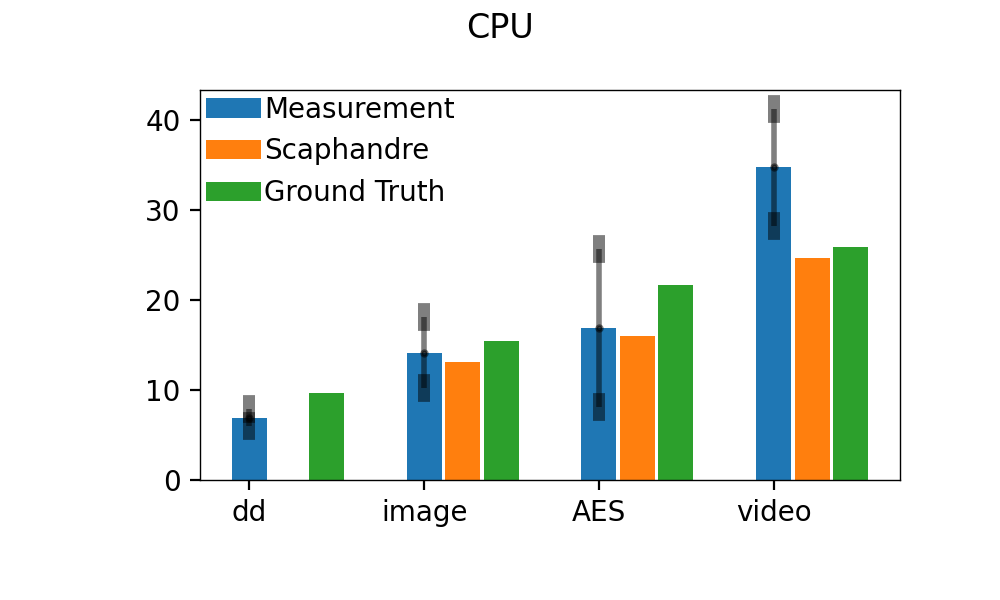 CPU
Measurement
Scaphandre
Ground Truth
40
30
20
10
0
dd image AES video